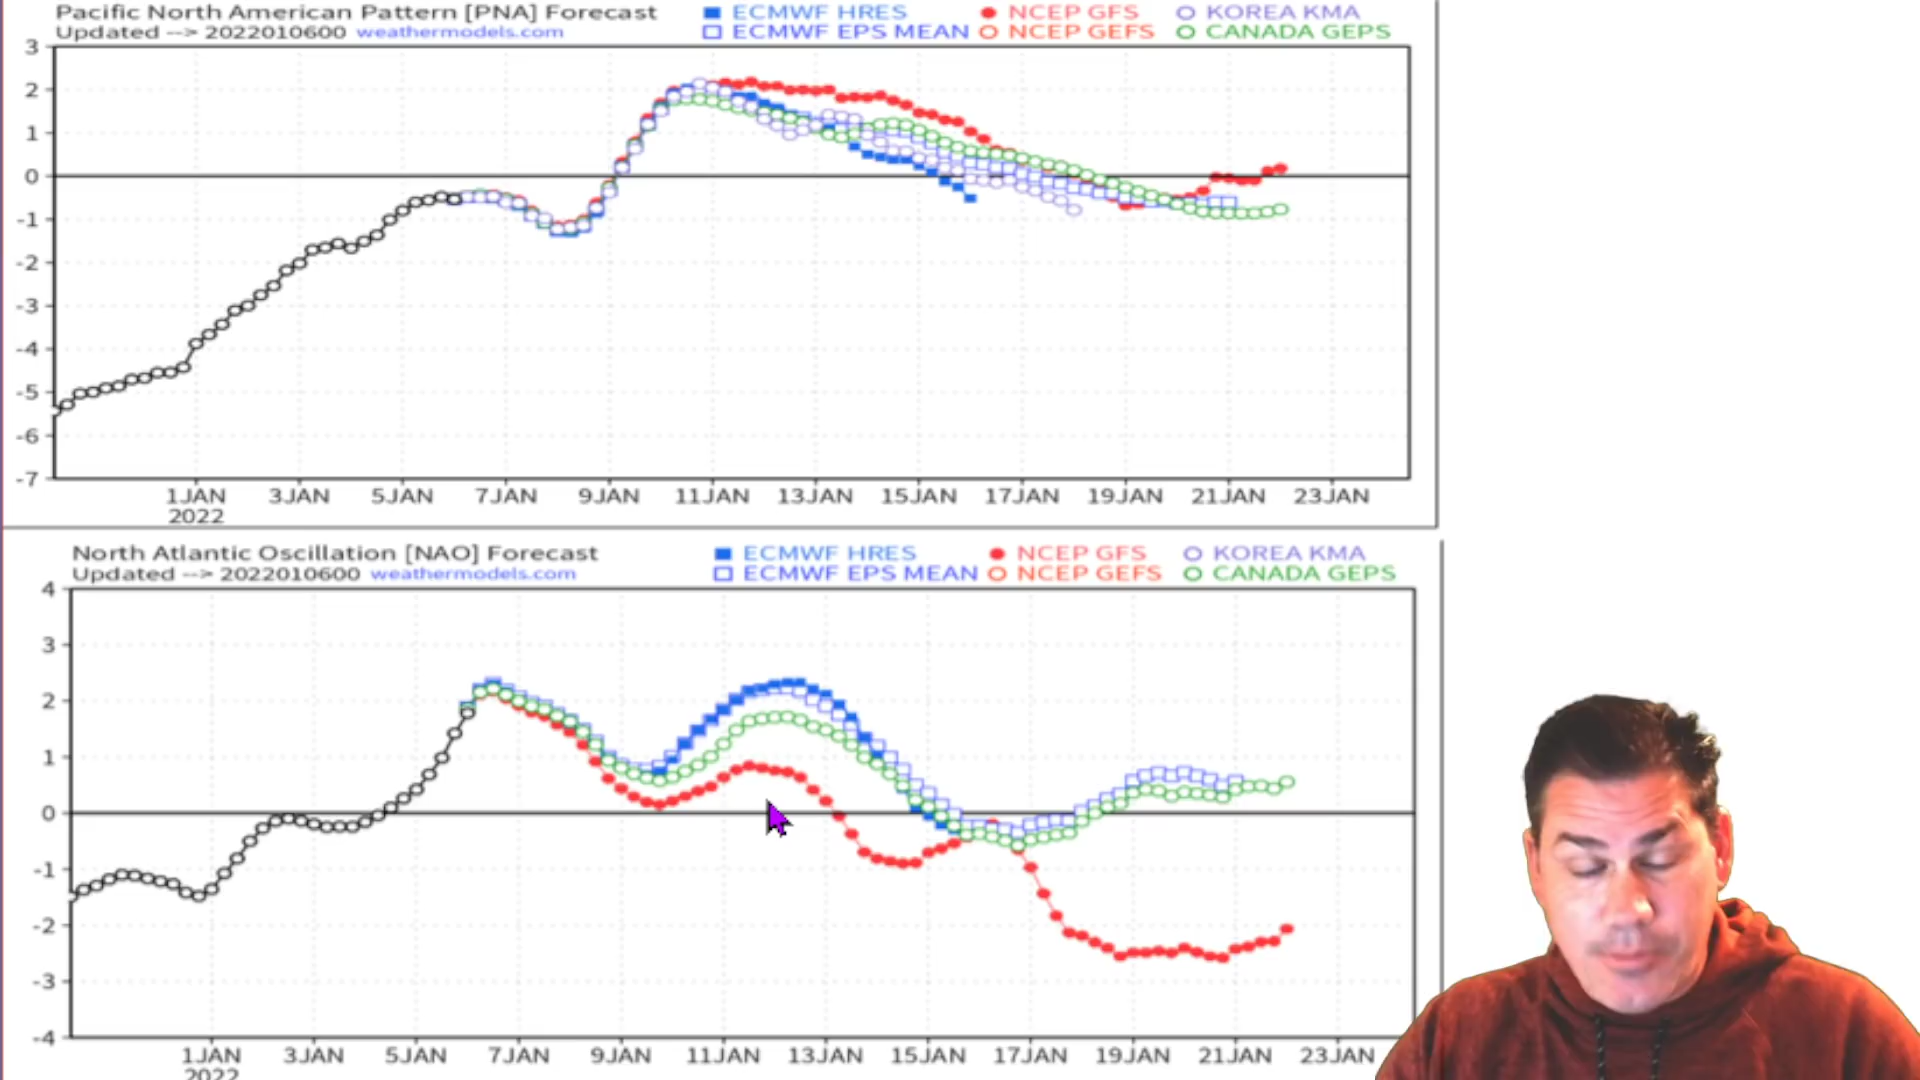 Pacific North American Pattern [PNA] Forecast
Updated --> 2022010600 weathermodels.com
ECMWF HRES NCEP GFS KOREA KMA
ECMWF EPS MEAN NCEP GEFS CANADA GEPS
3
2
1
0
-1
-2
-3
-4
-5
-6
-7
1JAN 3JAN 5JAN 7JAN 9JAN 11JAN 13JAN 15JAN 17JAN 19JAN 21JAN 23JAN
2022
North Atlantic Oscillation [NAO] Forecast
Updated --> 2022010600 weathermodels.com
ECMWF HRES NCEP GFS KOREA KMA
ECMWF EPS MEAN NCEP GEFS CANADA GEPS
4
3
2
1
0
-1
-2
-3
-4
1JAN 3JAN 5JAN 7JAN 9JAN 11JAN 13JAN 15JAN 17JAN 19JAN 21JAN 23JAN
2022